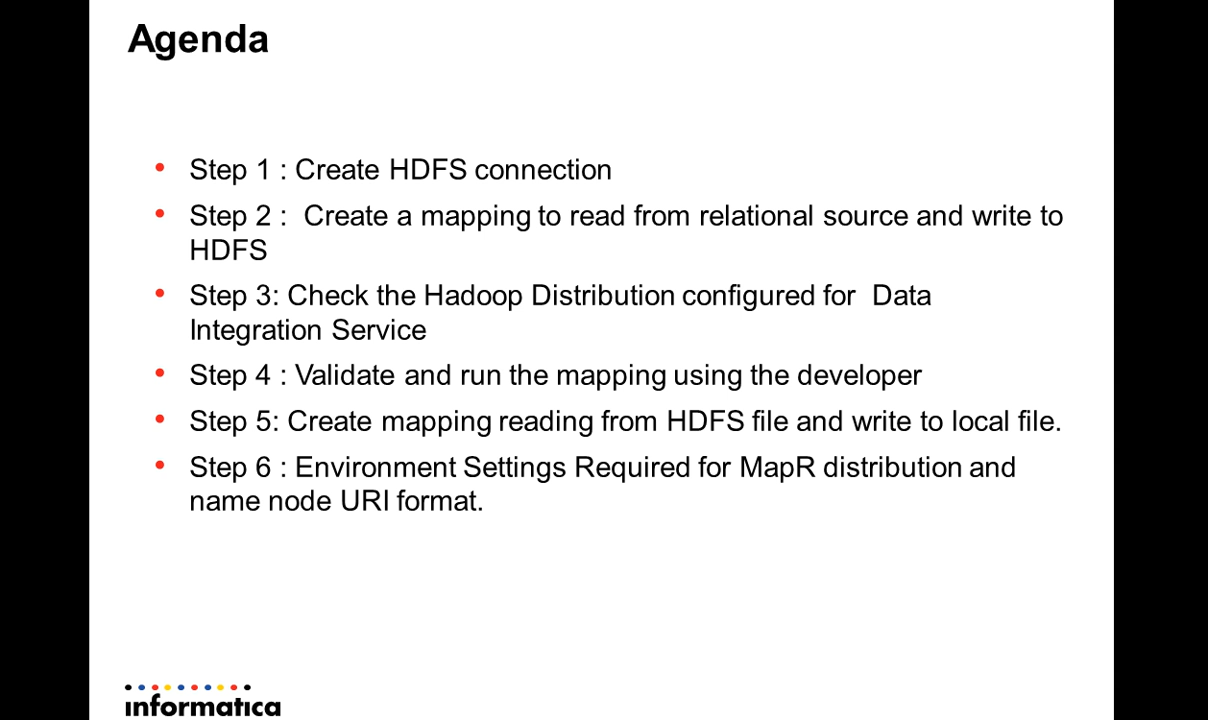 Agenda
• Step 1 : Create HDFS connection
• Step 2 :  Create a mapping to read from relational source and write to
HDFS
• Step 3: Check the Hadoop Distribution configured for  Data
Integration Service
• Step 4 : Validate and run the mapping using the developer
• Step 5: Create mapping reading from HDFS file and write to local file.
• Step 6 : Environment Settings Required for MapR distribution and
name node URI format.
informatica